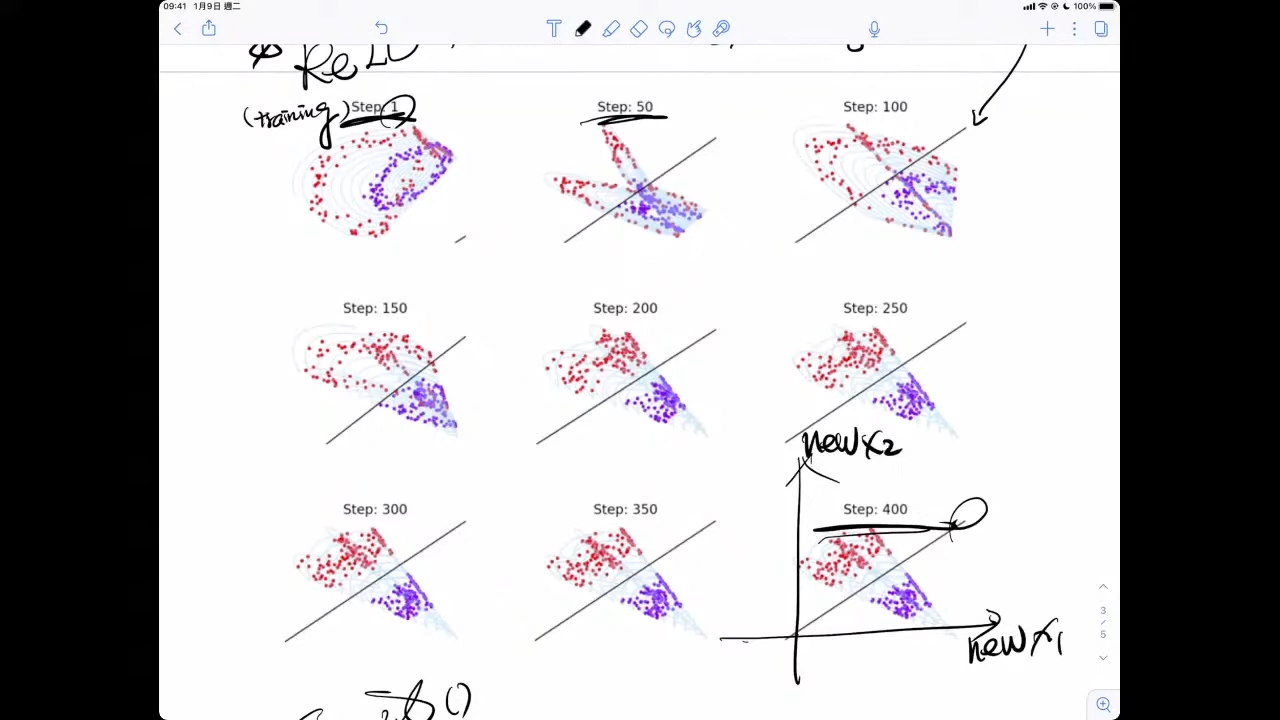 09:41 1月9日 週二 100%
ReLU
(training) Step: 1 Step: 50 Step: 100
Step: 150 Step: 200 Step: 250
new x2
Step: 300 Step: 350 Step: 400
3
/
5
new x1